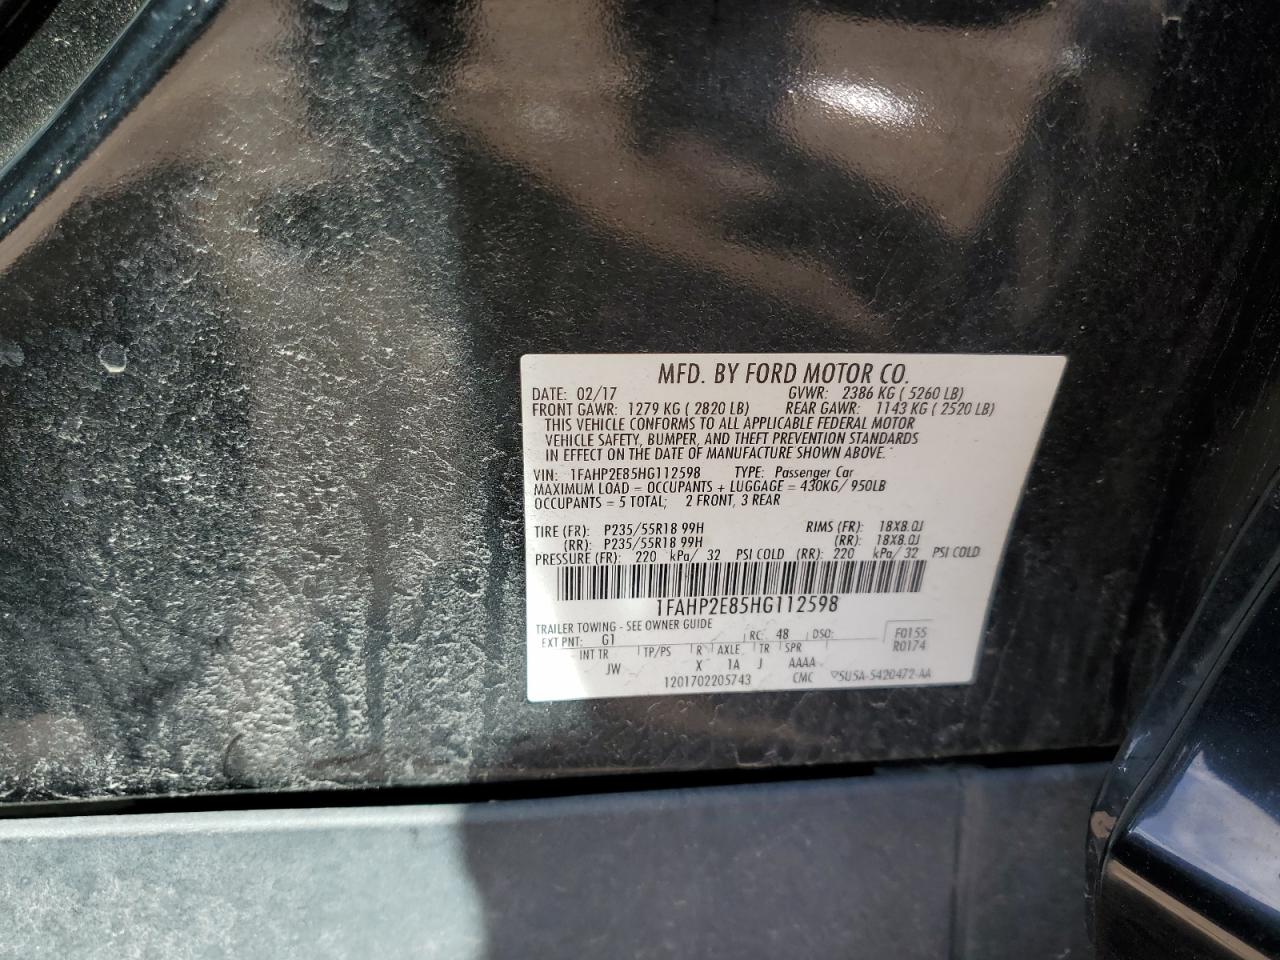 MFD. BY FORD MOTOR CO.
DATE: 02/17 GVWR: 2386 KG ( 5260 LB)
FRONT GAWR: 1279 KG ( 2820 LB) REAR GAWR: 1143 KG ( 2520 LB)
THIS VEHICLE CONFORMS TO ALL APPLICABLE FEDERAL MOTOR
VEHICLE SAFETY, BUMPER, AND THEFT PREVENTION STANDARDS
IN EFFECT ON THE DATE OF MANUFACTURE SHOWN ABOVE.
VIN: 1FAHP2E85HG112598 TYPE: Passenger Car
MAXIMUM LOAD = OCCUPANTS + LUGGAGE = 430KG/ 950LB
OCCUPANTS = 5 TOTAL; 2 FRONT, 3 REAR
TIRE (FR): P235/55R18 99H RIMS (FR): 18X8.0J
(RR): P235/55R18 99H (RR): 18X8.0J
PRESSURE (FR): 220 kPa/ 32 PSI COLD (RR): 220 kPa/ 32 PSI COLD
1FAHP2E85HG112598
TRAILER TOWING - SEE OWNER GUIDE
EXT PNT: G1 RC: 48 DSO: F0155
R0174
INT TR TP/PS R AXLE TR SPR
JW X 1A J AAAA
1201702205743 CMC ▽5U5A-5420472-AA